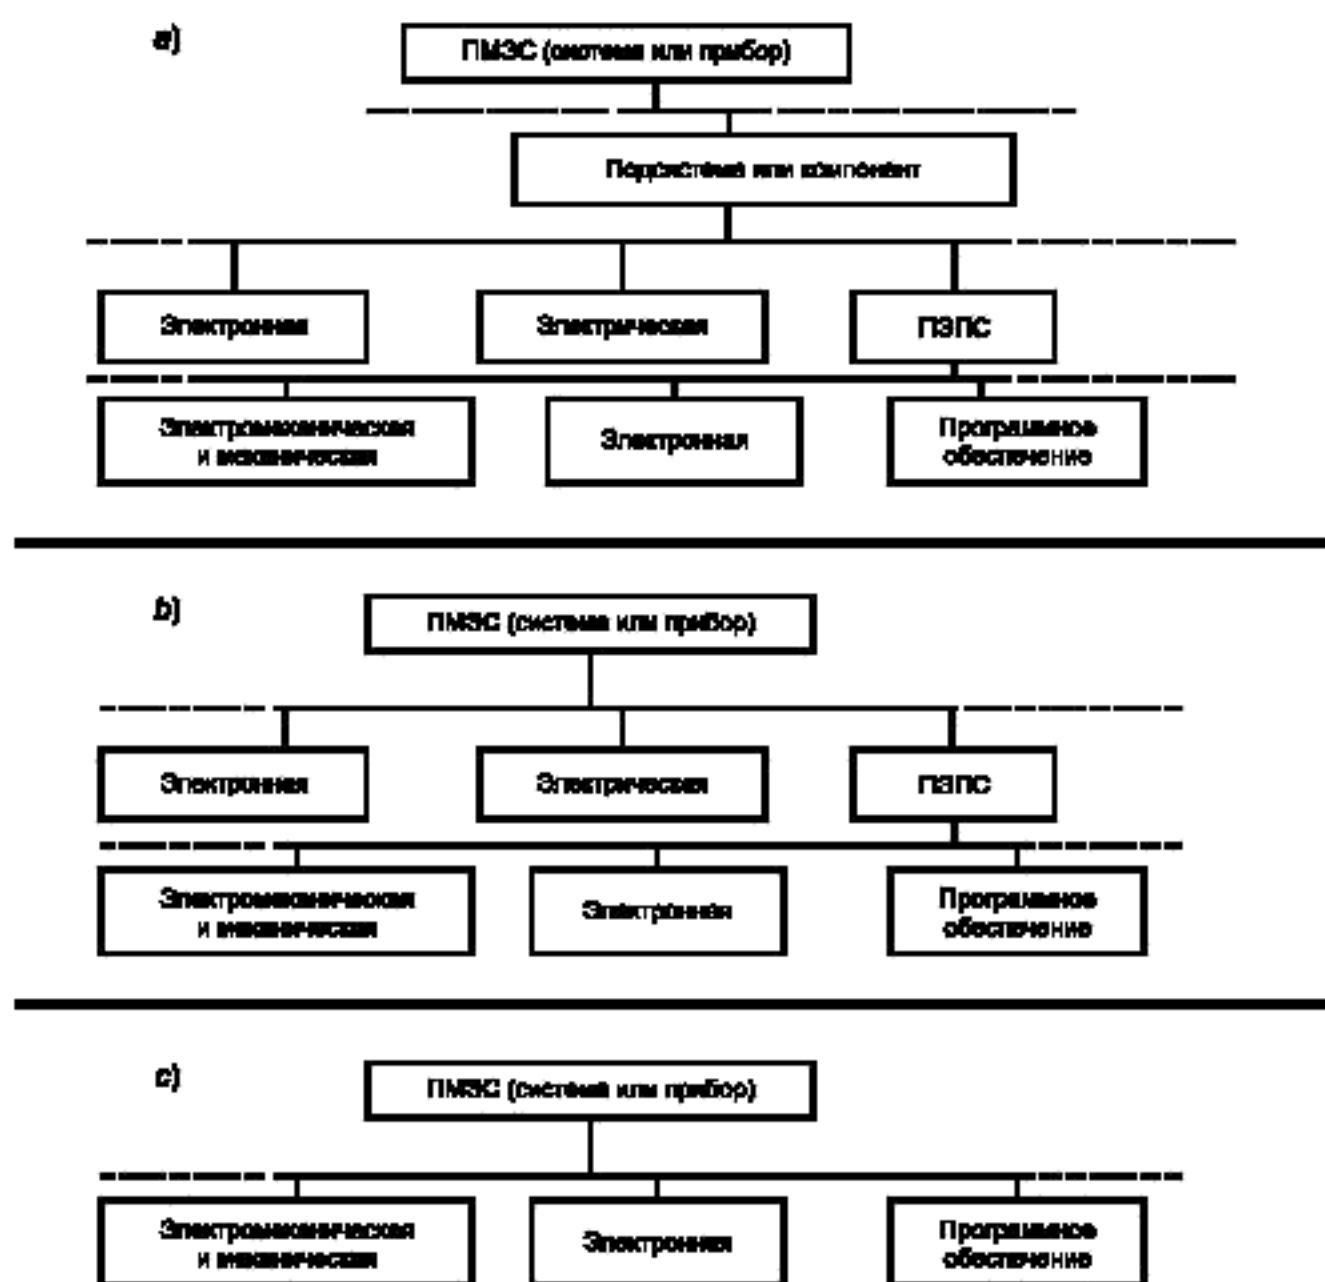 a)
ПМЭС (система или прибор)
Подсистема или компонент
Электронная
Электрическая
ПЭПС
Электромеханическая
и механическая
Электронная
Программное
обеспечение
b)
ПМЭС (система или прибор)
Электронная
Электрическая
ПЭПС
Электромеханическая
и механическая
Электронная
Программное
обеспечение
c)
ПМЭС (система или прибор)
Электромеханическая
и механическая
Электронная
Программное
обеспечение